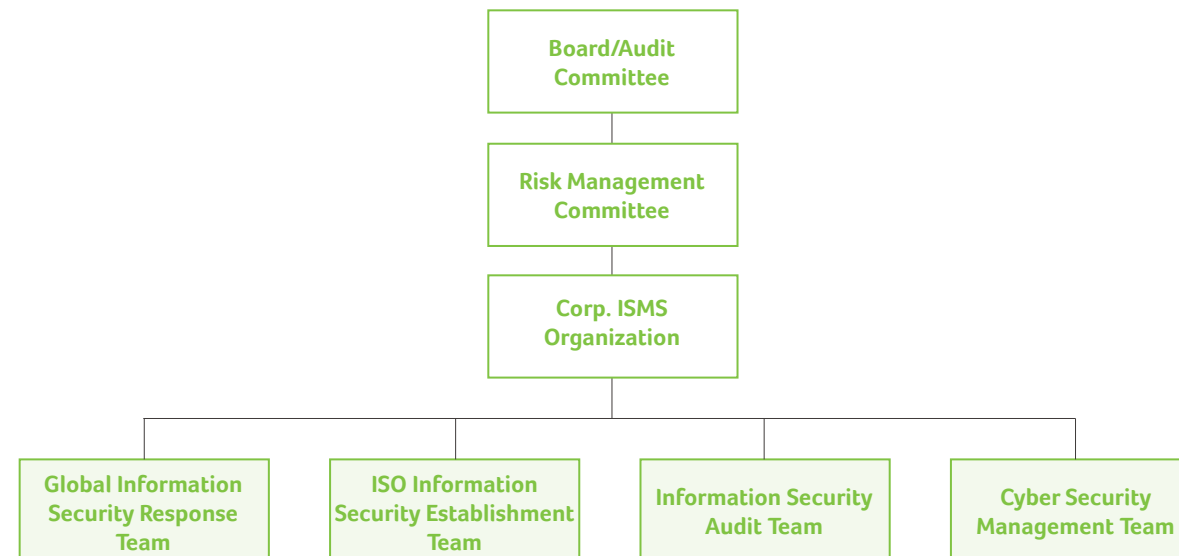 Board/Audit
Committee
Risk Management
Committee
Corp. ISMS
Organization
Global Information
Security Response
Team
ISO Information
Security Establishment
Team
Information Security
Audit Team
Cyber Security
Management Team